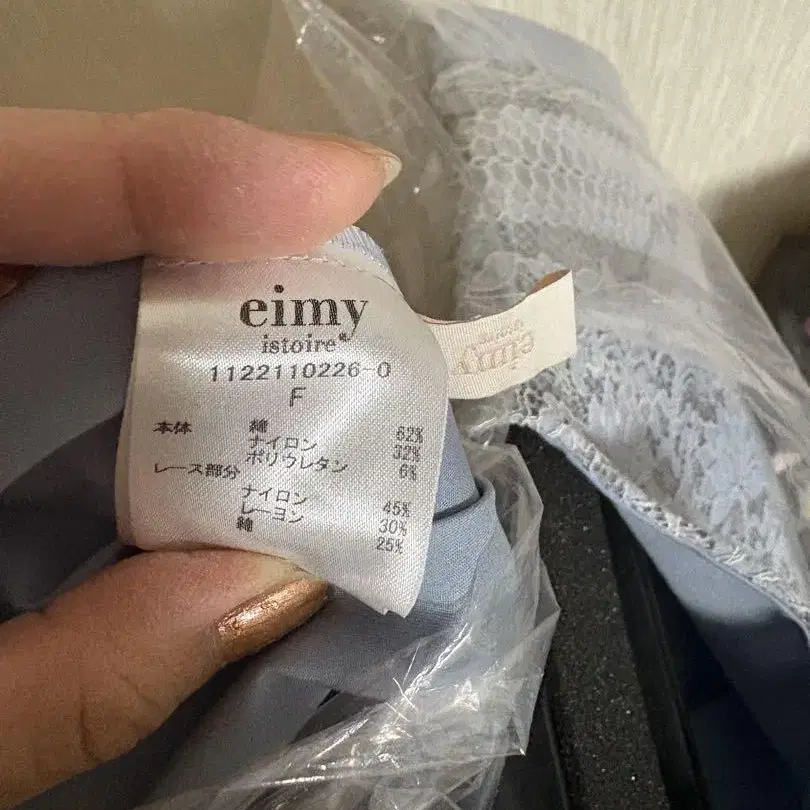 eimy
istoire
1122110226-0
F
本体 綿 62%
ナイロン 32%
ポリウレタン 6%
レース部分
ナイロン 45%
レーヨン 30%
綿 25%
eimy
istoire